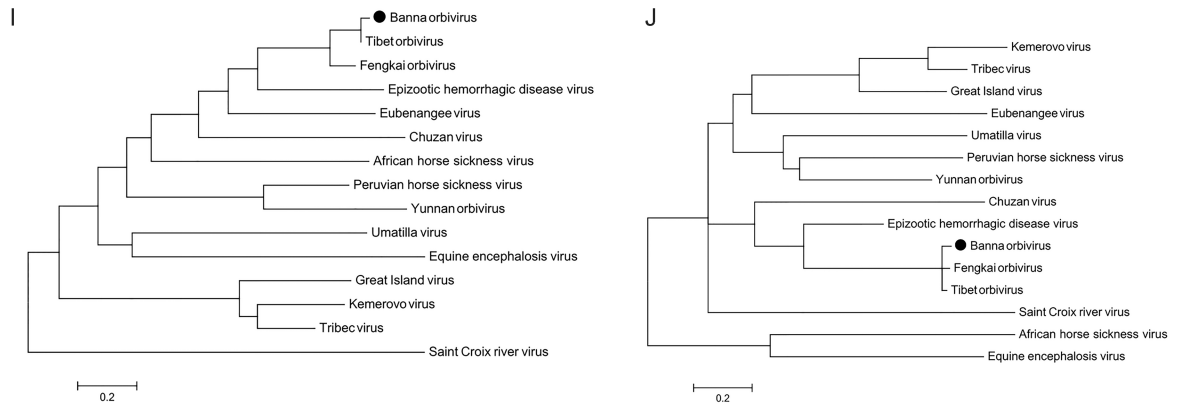 I
Banna orbivirus
Tibet orbivirus
Fengkai orbivirus
Epizootic hemorrhagic disease virus
Eubenangee virus
Chuzan virus
African horse sickness virus
Peruvian horse sickness virus
Yunnan orbivirus
Umatilla virus
Equine encephalosis virus
Great Island virus
Kemerovo virus
Tribec virus
Saint Croix river virus
0.2
J
Kemerovo virus
Tribec virus
Great Island virus
Eubenangee virus
Umatilla virus
Peruvian horse sickness virus
Yunnan orbivirus
Chuzan virus
Epizootic hemorrhagic disease virus
Banna orbivirus
Fengkai orbivirus
Tibet orbivirus
Saint Croix river virus
African horse sickness virus
Equine encephalosis virus
0.2